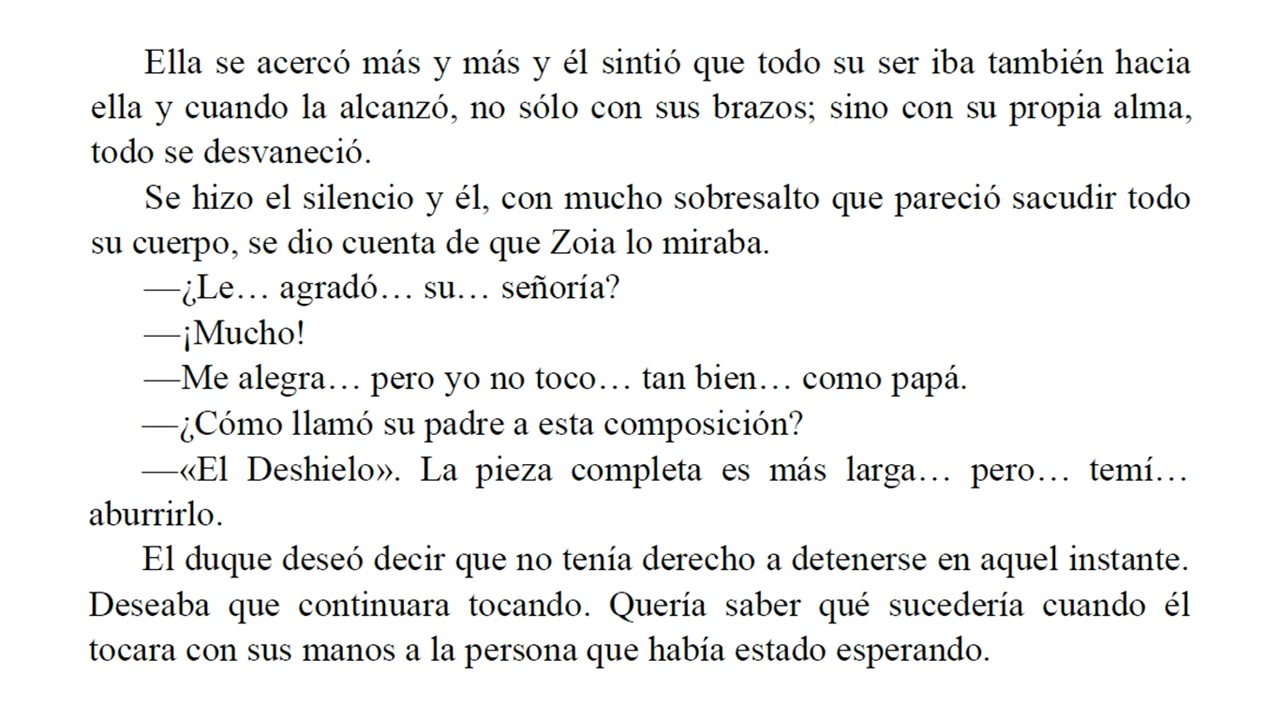 Ella se acercó más y más y él sintió que todo su ser iba también hacia
ella y cuando la alcanzó, no sólo con sus brazos; sino con su propia alma,
todo se desvaneció.
Se hizo el silencio y él, con mucho sobresalto que pareció sacudir todo
su cuerpo, se dio cuenta de que Zoia lo miraba.
—¿Le… agradó… su… señoría?
—¡Mucho!
—Me alegra… pero yo no toco… tan bien… como papá.
—¿Cómo llamó su padre a esta composición?
—«El Deshielo». La pieza completa es más larga… pero… temí…
aburrirlo.
El duque deseó decir que no tenía derecho a detenerse en aquel instante.
Deseaba que continuara tocando. Quería saber qué sucedería cuando él
tocara con sus manos a la persona que había estado esperando.